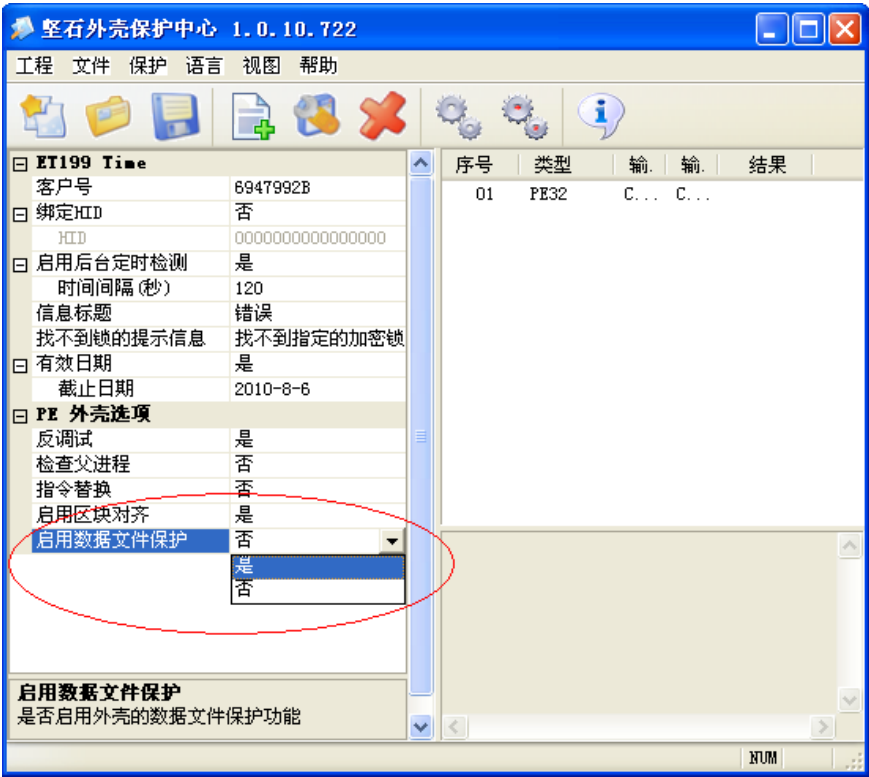 坚石外壳保护中心 1.0.10.722
工程 文件 保护 语言 视图 帮助
ET199 Time
客户号 6947992B
绑定HID 否
HID 0000000000000000
启用后台定时检测 是
时间间隔(秒) 120
信息标题 错误
找不到锁的提示信息 找不到指定的加密锁
有效日期 是
截止日期 2010-8-6
PE 外壳选项
反调试 是
检查父进程 否
指令替换 否
启用区块对齐 是
启用数据文件保护 否
是
否
启用数据文件保护
是否启用外壳的数据文件保护功能
序号 类型 输. 输. 结果
01 PE32 C... C...
NUM